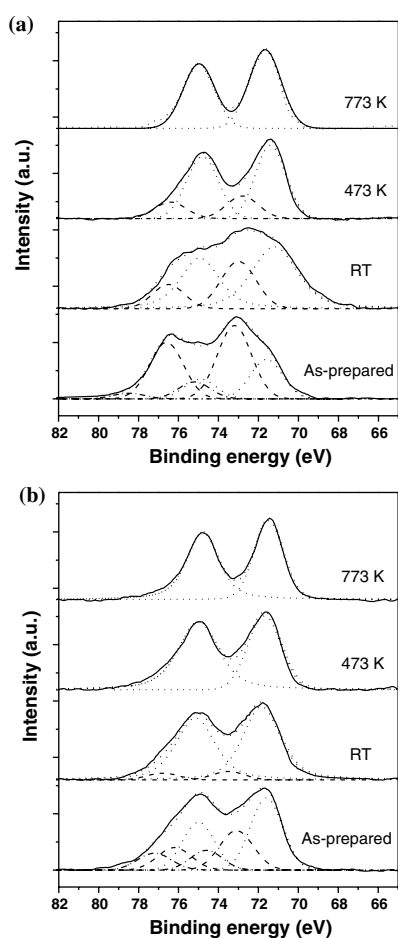 (a)
773 K
473 K
RT
As-prepared
Intensity (a.u.)
82 80 78 76 74 72 70 68 66
Binding energy (eV)
(b)
773 K
473 K
RT
As-prepared
Intensity (a.u.)
82 80 78 76 74 72 70 68 66
Binding energy (eV)